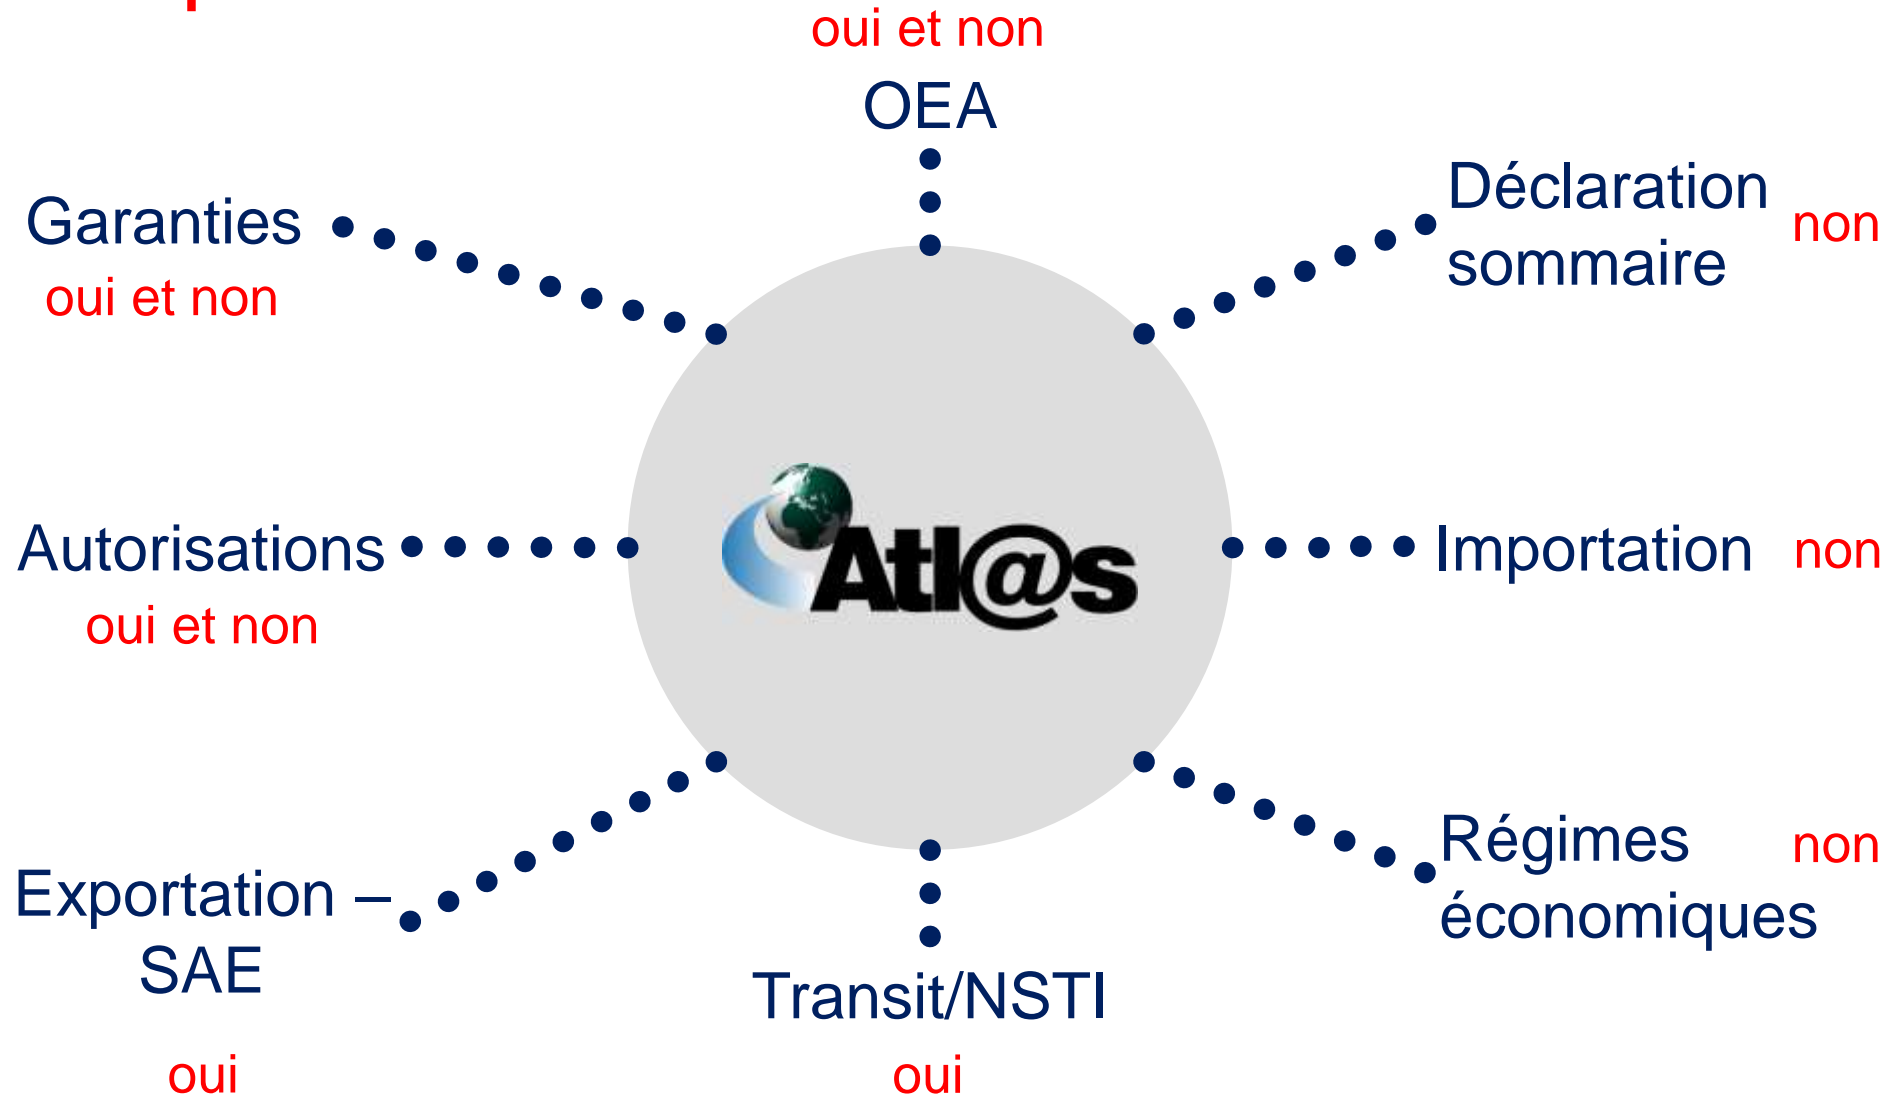 oui et non
OEA
Déclaration
sommaire
non
Garanties
oui et non
Autorisations
oui et non
Atl@s
Importation non
Régimes
économiques
non
Exportation –
SAE
oui
Transit/NSTI
oui